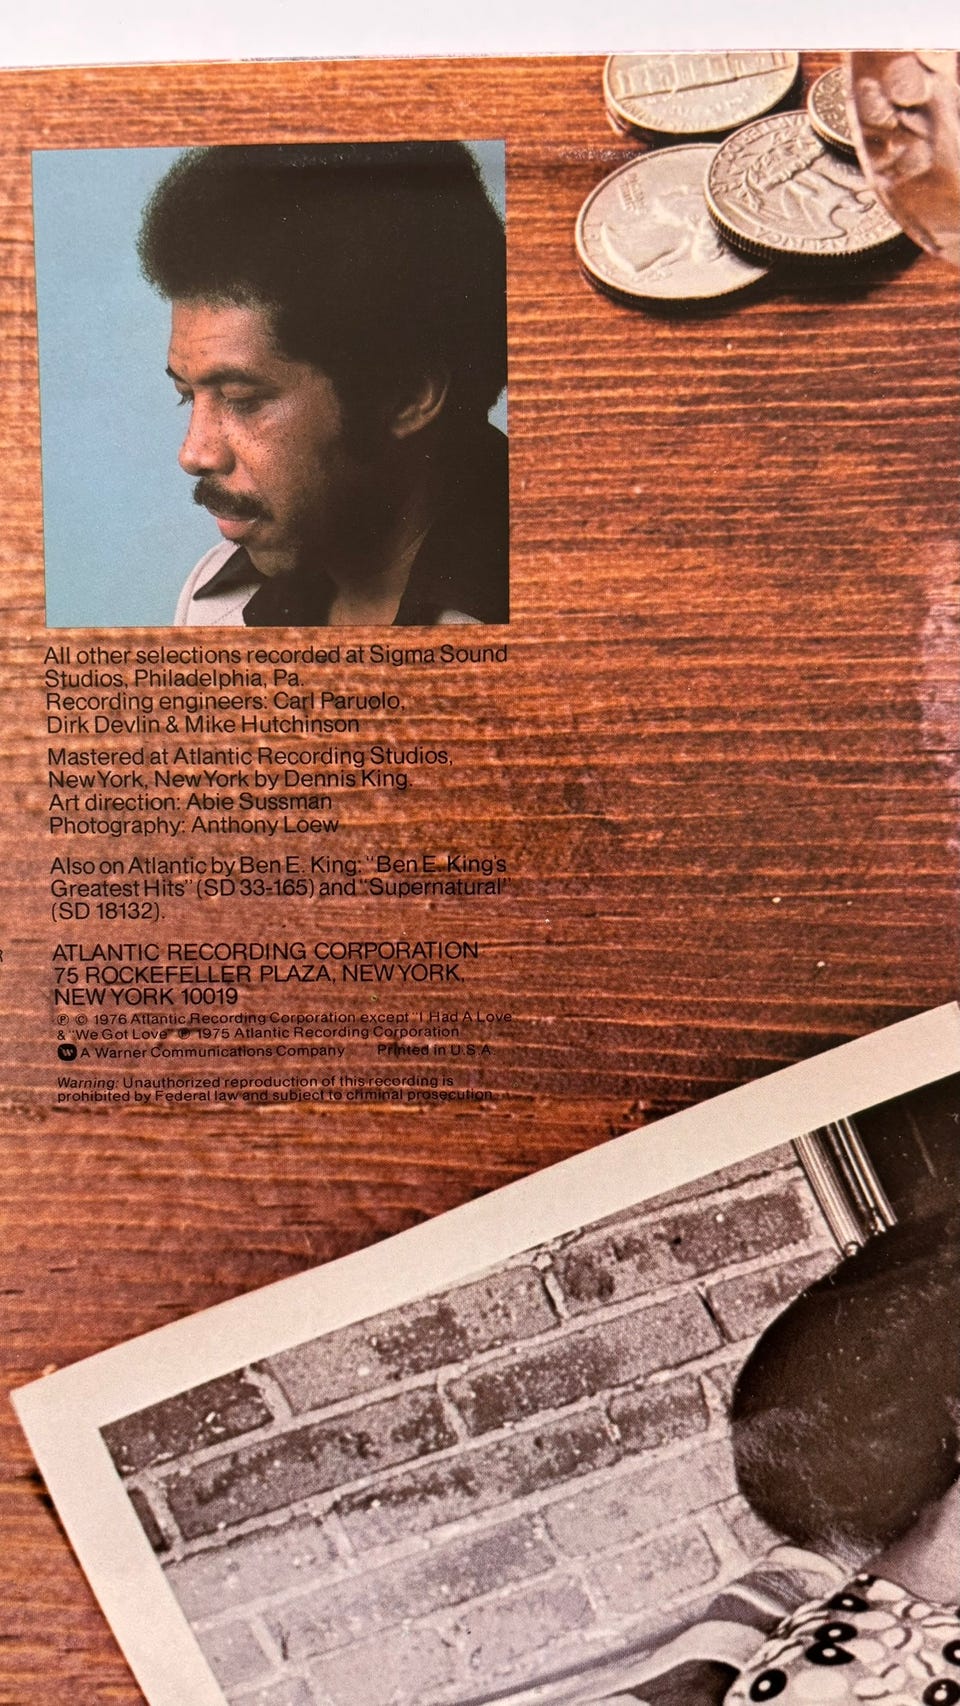 All other selections recorded at Sigma Sound
Studios, Philadelphia, Pa.
Recording engineers: Carl Paruolo,
Dirk Devlin & Mike Hutchinson
Mastered at Atlantic Recording Studios,
New York, New York by Dennis King.
Art direction: Abie Sussman
Photography: Anthony Loew
Also on Atlantic by Ben E. King: "Ben E. King's
Greatest Hits" (SD 33-165) and "Supernatural"
(SD 18132).
ATLANTIC RECORDING CORPORATION
75 ROCKEFELLER PLAZA, NEW YORK,
NEW YORK 10019
℗ © 1976 Atlantic Recording Corporation except "I Had A Love"
& "We Got Love" ℗ 1975 Atlantic Recording Corporation
W A Warner Communications Company Printed in U.S.A.
Warning: Unauthorized reproduction of this recording is
prohibited by Federal law and subject to criminal prosecution.